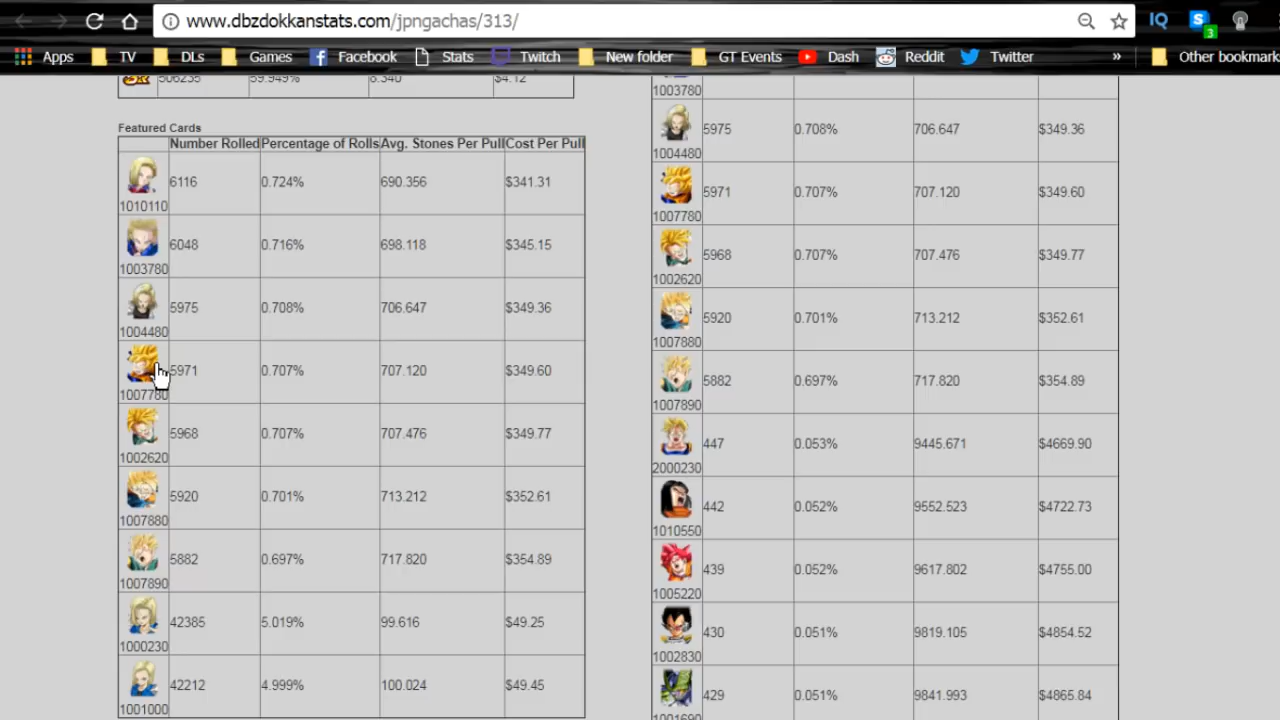 www.dbzdokkanstats.com/jpngachas/313/
IQ
S
3
Apps TV DLs Games Facebook Stats Twitch New folder GT Events Dash Reddit Twitter » Other bookmark
506235 59.949% 8.340 $4.12
Featured Cards
Number Rolled Percentage of Rolls Avg. Stones Per Pull Cost Per Pull
6116 0.724% 690.356 $341.31
1010110
6048 0.716% 698.118 $345.15
1003780
5975 0.708% 706.647 $349.36
1004480
5971 0.707% 707.120 $349.60
1007780
5968 0.707% 707.476 $349.77
1002620
5920 0.701% 713.212 $352.61
1007880
5882 0.697% 717.820 $354.89
1007890
42385 5.019% 99.616 $49.25
1000230
42212 4.999% 100.024 $49.45
1001000
1003780
5975 0.708% 706.647 $349.36
1004480
5971 0.707% 707.120 $349.60
1007780
5968 0.707% 707.476 $349.77
1002620
5920 0.701% 713.212 $352.61
1007880
5882 0.697% 717.820 $354.89
1007890
447 0.053% 9445.671 $4669.90
2000230
442 0.052% 9552.523 $4722.73
1010550
439 0.052% 9617.802 $4755.00
1005220
430 0.051% 9819.105 $4854.52
1002830
429 0.051% 9841.993 $4865.84
1001690